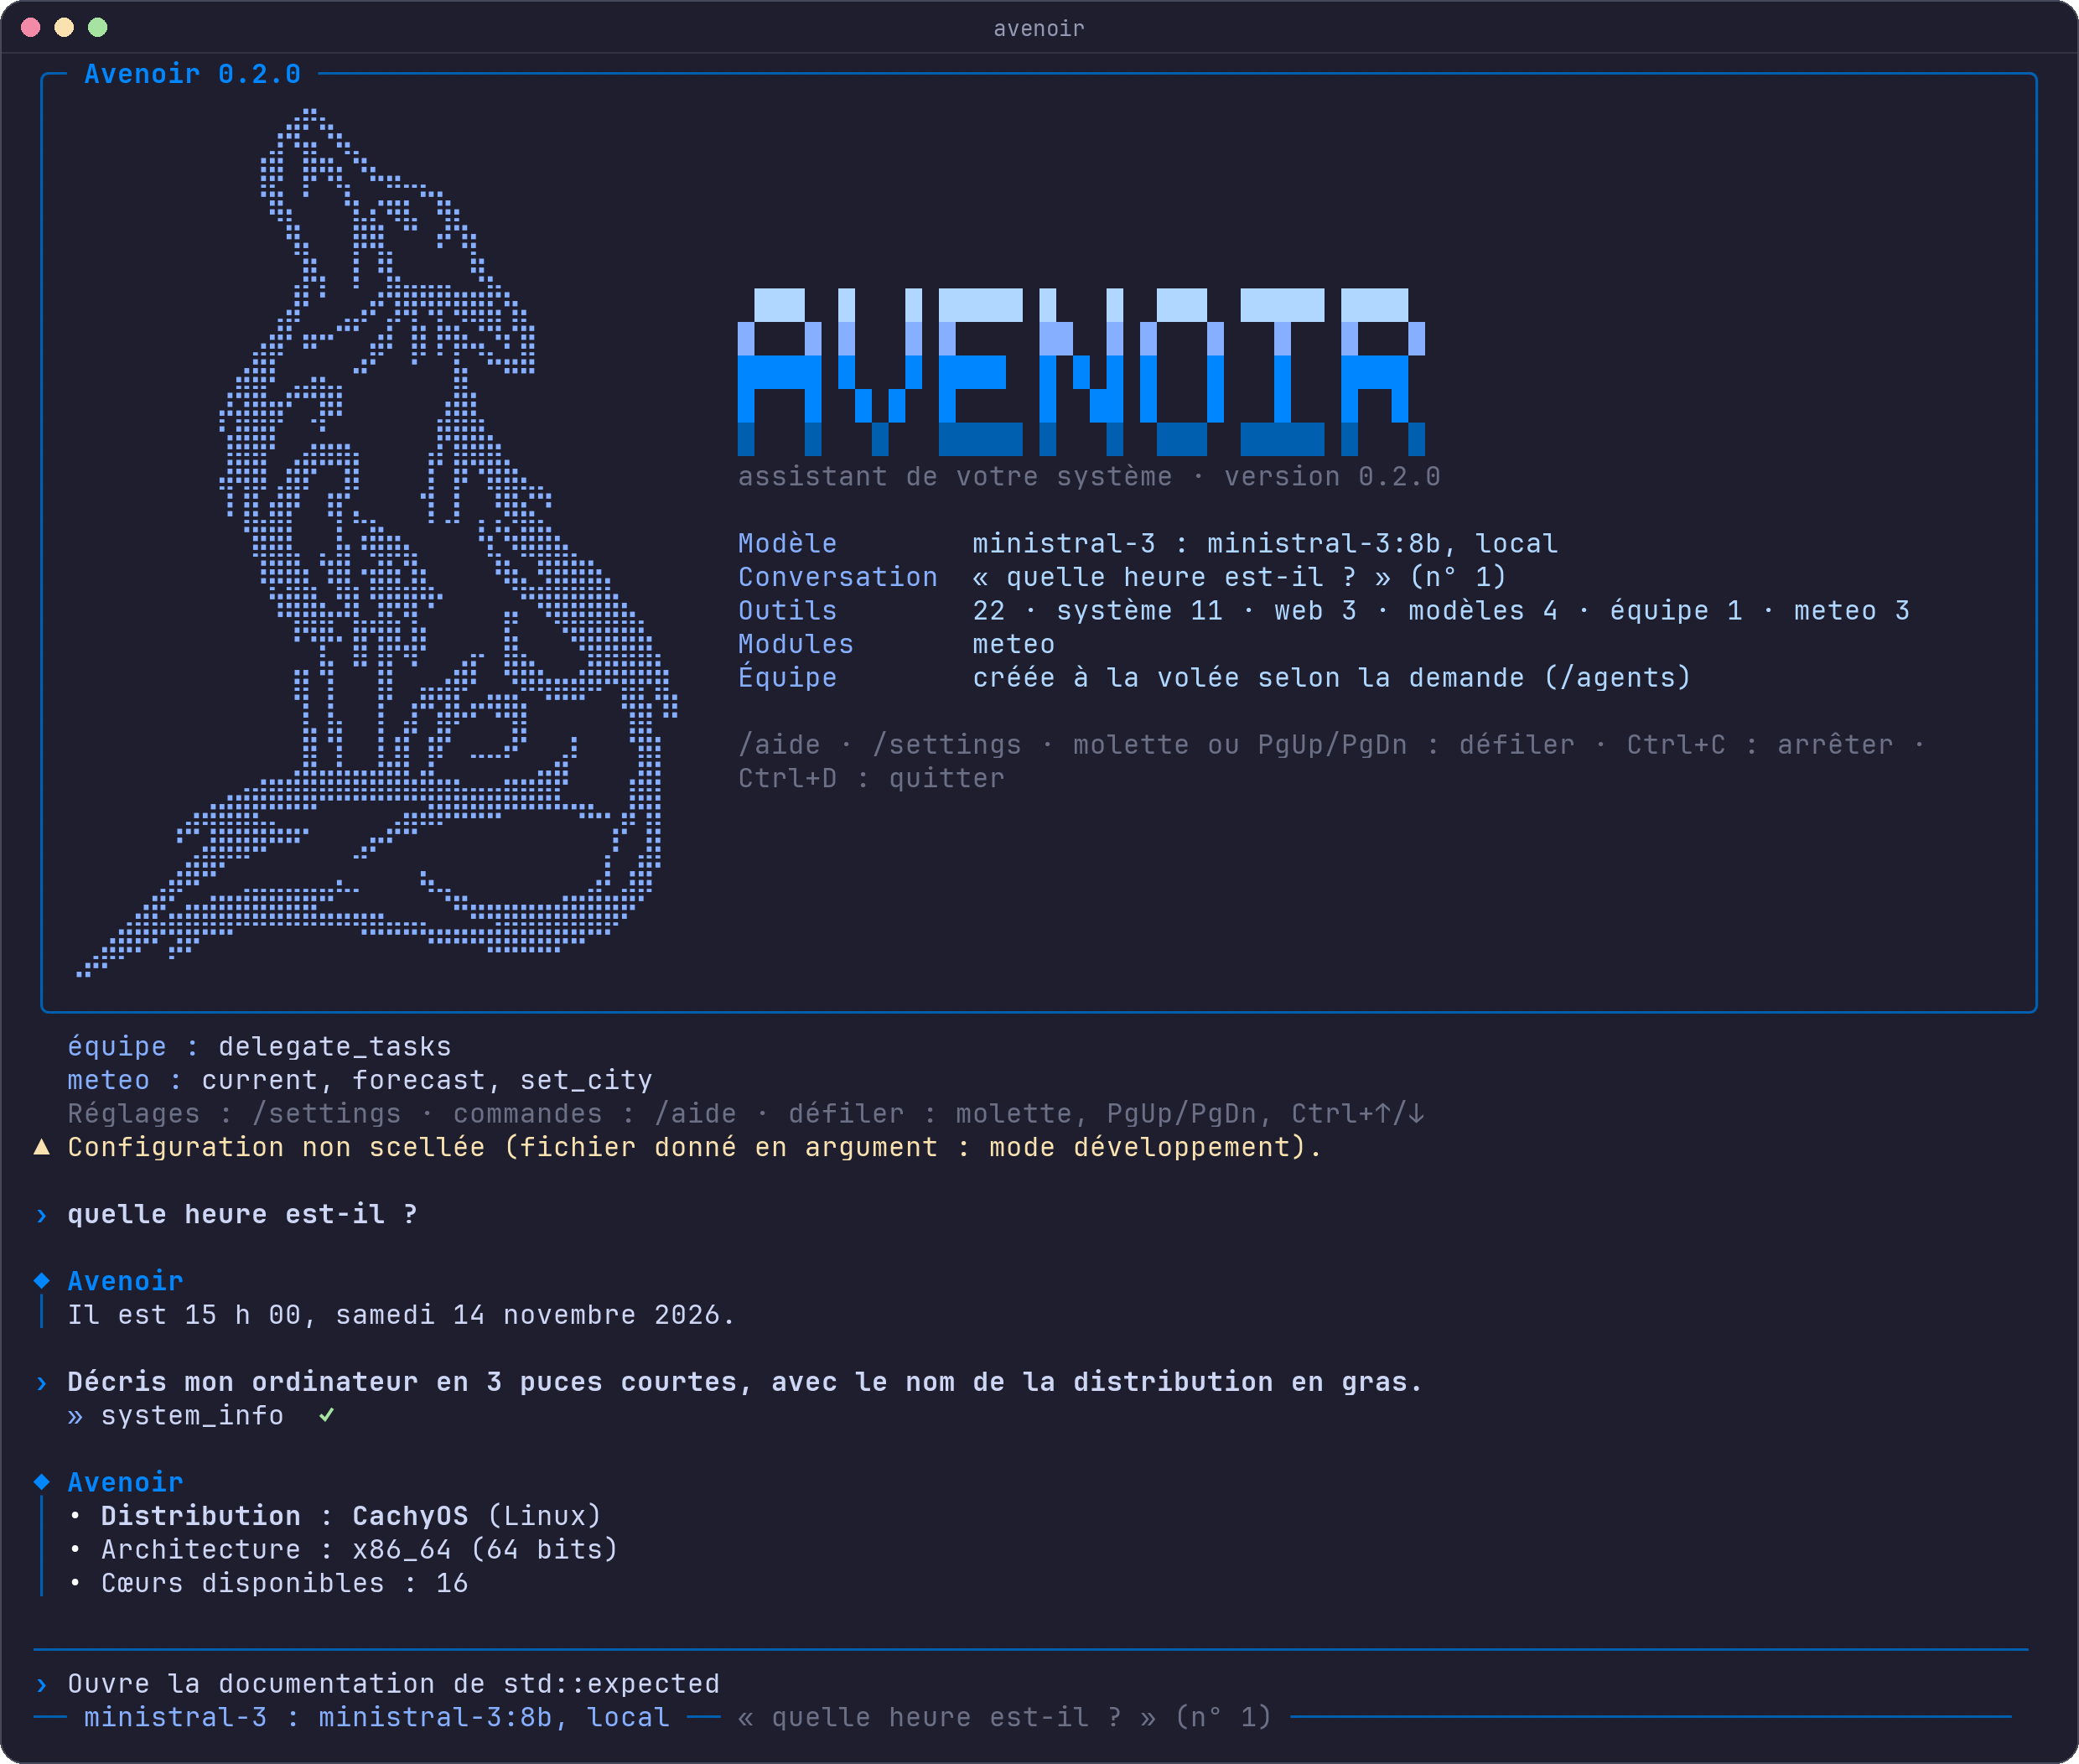 avenoir
Avenoir 0.2.0
AVENOIR
assistant de votre système · version 0.2.0
Modèle ministral-3 : ministral-3:8b, local
Conversation « quelle heure est-il ? » (n° 1)
Outils 22 · système 11 · web 3 · modèles 4 · équipe 1 · meteo 3
Modules meteo
Équipe créée à la volée selon la demande (/agents)
/aide · /settings · molette ou PgUp/PgDn : défiler · Ctrl+C : arrêter ·
Ctrl+D : quitter
équipe : delegate_tasks
meteo : current, forecast, set_city
Réglages : /settings · commandes : /aide · défiler : molette, PgUp/PgDn, Ctrl+↑/↓
▲ Configuration non scellée (fichier donné en argument : mode développement).
› quelle heure est-il ?
◆ Avenoir
Il est 15 h 00, samedi 14 novembre 2026.
› Décris mon ordinateur en 3 puces courtes, avec le nom de la distribution en gras.
» system_info ✓
◆ Avenoir
• Distribution : CachyOS (Linux)
• Architecture : x86_64 (64 bits)
• Cœurs disponibles : 16
› Ouvre la documentation de std::expected
ministral-3 : ministral-3:8b, local — « quelle heure est-il ? » (n° 1)